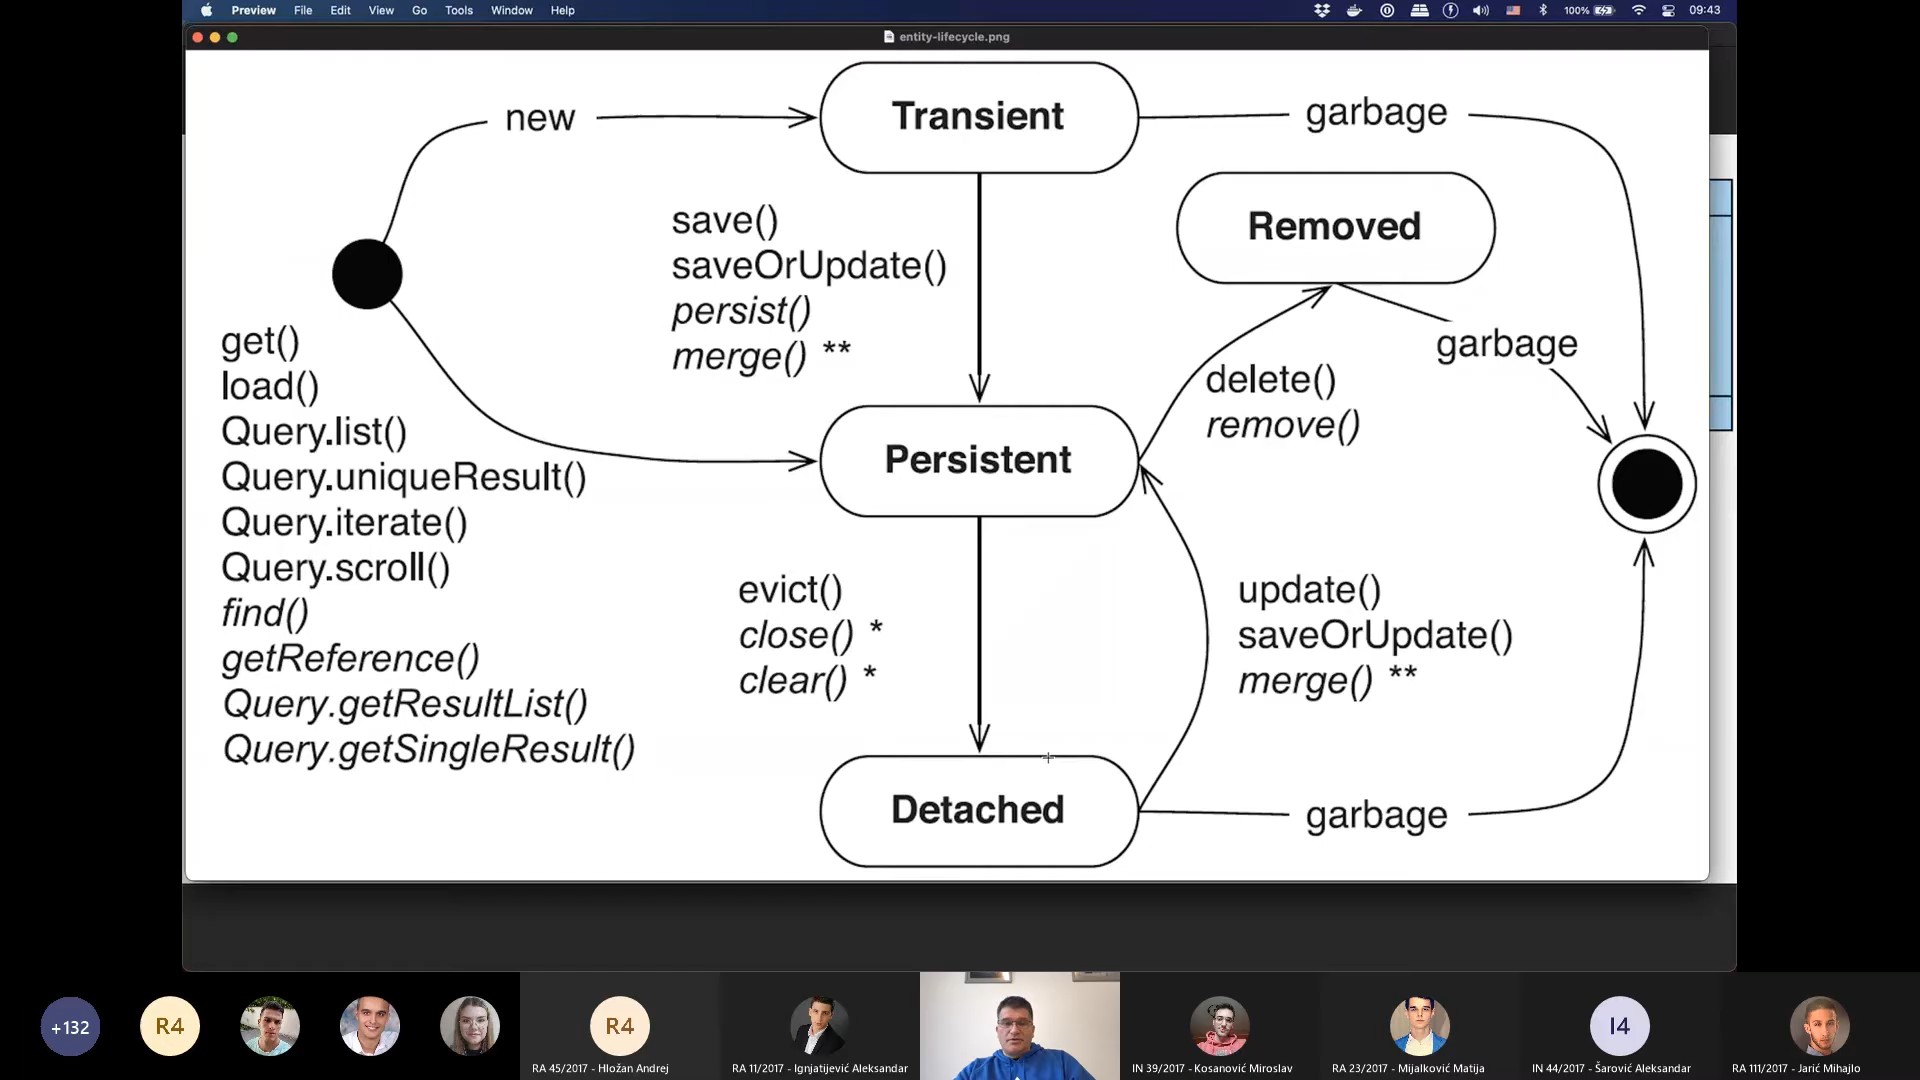 Preview File Edit View Go Tools Window Help 100% 09:43
entity-lifecycle.png
new
Transient
garbage
Removed
save()
saveOrUpdate()
persist()
merge() **
garbage
delete()
remove()
get()
load()
Query.list()
Query.uniqueResult()
Query.iterate()
Query.scroll()
find()
getReference()
Query.getResultList()
Query.getSingleResult()
Persistent
evict()
close() *
clear() *
update()
saveOrUpdate()
merge() **
Detached
garbage
+132
R4
R4
I4
RA 45/2017 - Hložan Andrej
RA 11/2017 - Ignjatijević Aleksandar
IN 39/2017 - Kosanović Miroslav
RA 23/2017 - Mijalković Matija
IN 44/2017 - Šarović Aleksandar
RA 111/2017 - Jarić Mihajlo